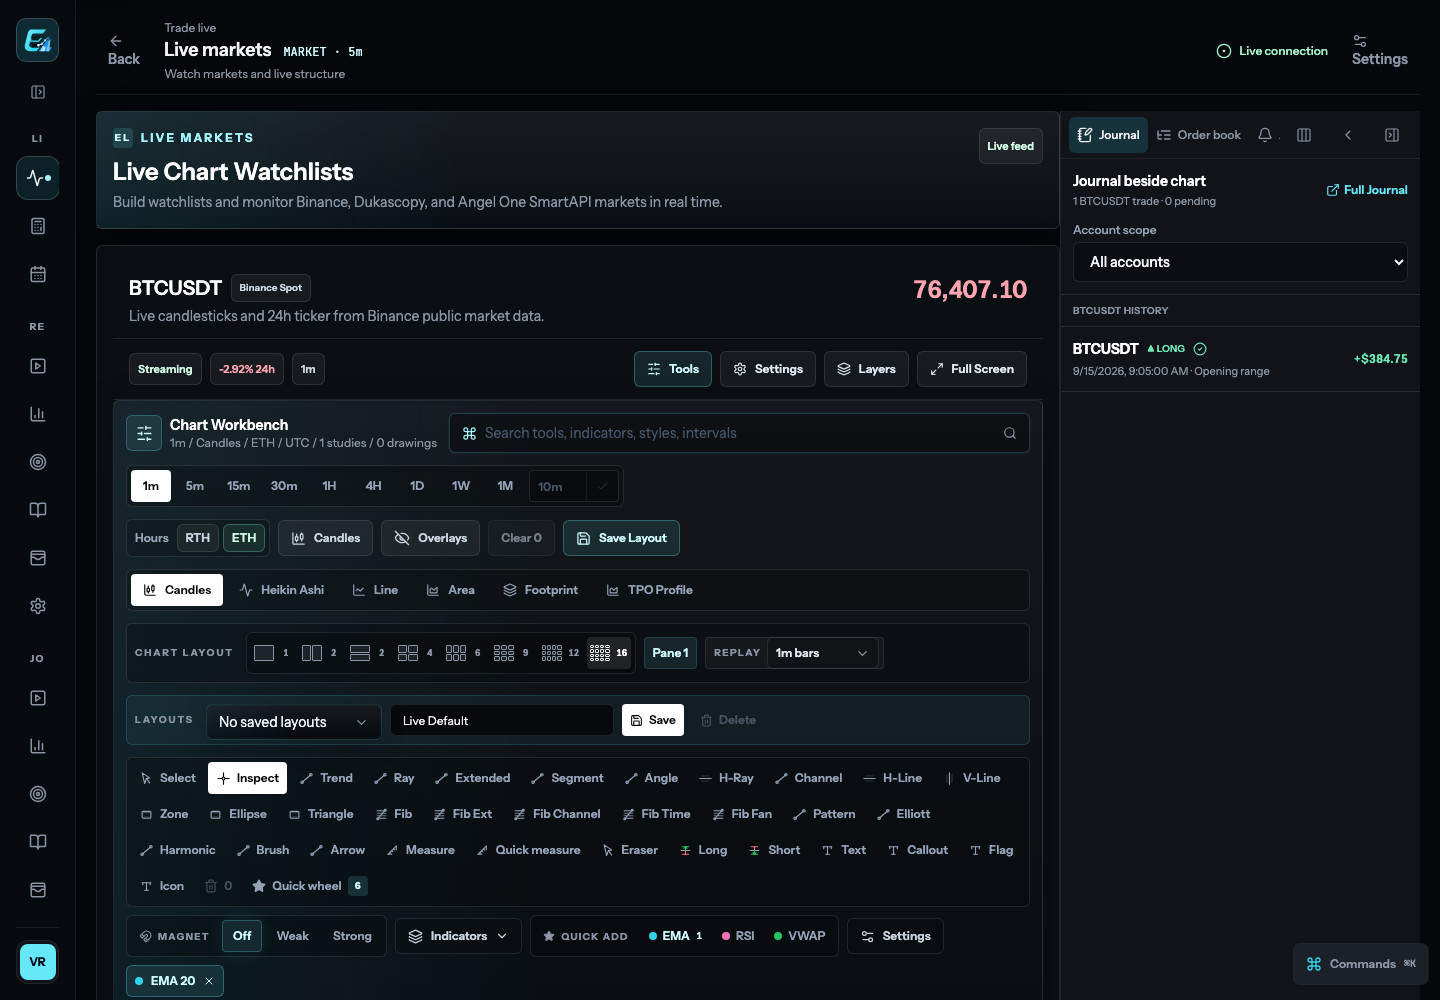 Back
Trade live
Live markets MARKET · 5m
Watch markets and live structure
Live connection
Settings
LI
RE
JO
VR
EL LIVE MARKETS
Live Chart Watchlists
Build watchlists and monitor Binance, Dukascopy, and Angel One SmartAPI markets in real time.
Live feed
BTCUSDT Binance Spot
76,407.10
Live candlesticks and 24h ticker from Binance public market data.
Streaming -2.92% 24h 1m
Tools Settings Layers Full Screen
Chart Workbench
1m / Candles / ETH / UTC / 1 studies / 0 drawings
Search tools, indicators, styles, intervals
1m 5m 15m 30m 1H 4H 1D 1W 1M 10m
Hours RTH ETH Candles Overlays Clear 0 Save Layout
Candles Heikin Ashi Line Area Footprint TPO Profile
CHART LAYOUT 1 2 2 4 6 9 12 16 Pane 1 REPLAY 1m bars
LAYOUTS No saved layouts Live Default Save Delete
Select Inspect Trend Ray Extended Segment Angle H-Ray Channel H-Line V-Line
Zone Ellipse Triangle Fib Fib Ext Fib Channel Fib Time Fib Fan Pattern Elliott
Harmonic Brush Arrow Measure Quick measure Eraser Long Short Text Callout Flag
Icon 0 Quick wheel 6
MAGNET Off Weak Strong Indicators QUICK ADD EMA 1 RSI VWAP Settings
EMA 20
Journal Order book
Journal beside chart
1 BTCUSDT trade · 0 pending
Full Journal
Account scope
All accounts
BTCUSDT HISTORY
BTCUSDT LONG
+$384.75
9/15/2026, 9:05:00 AM · Opening range
Commands ⌘K